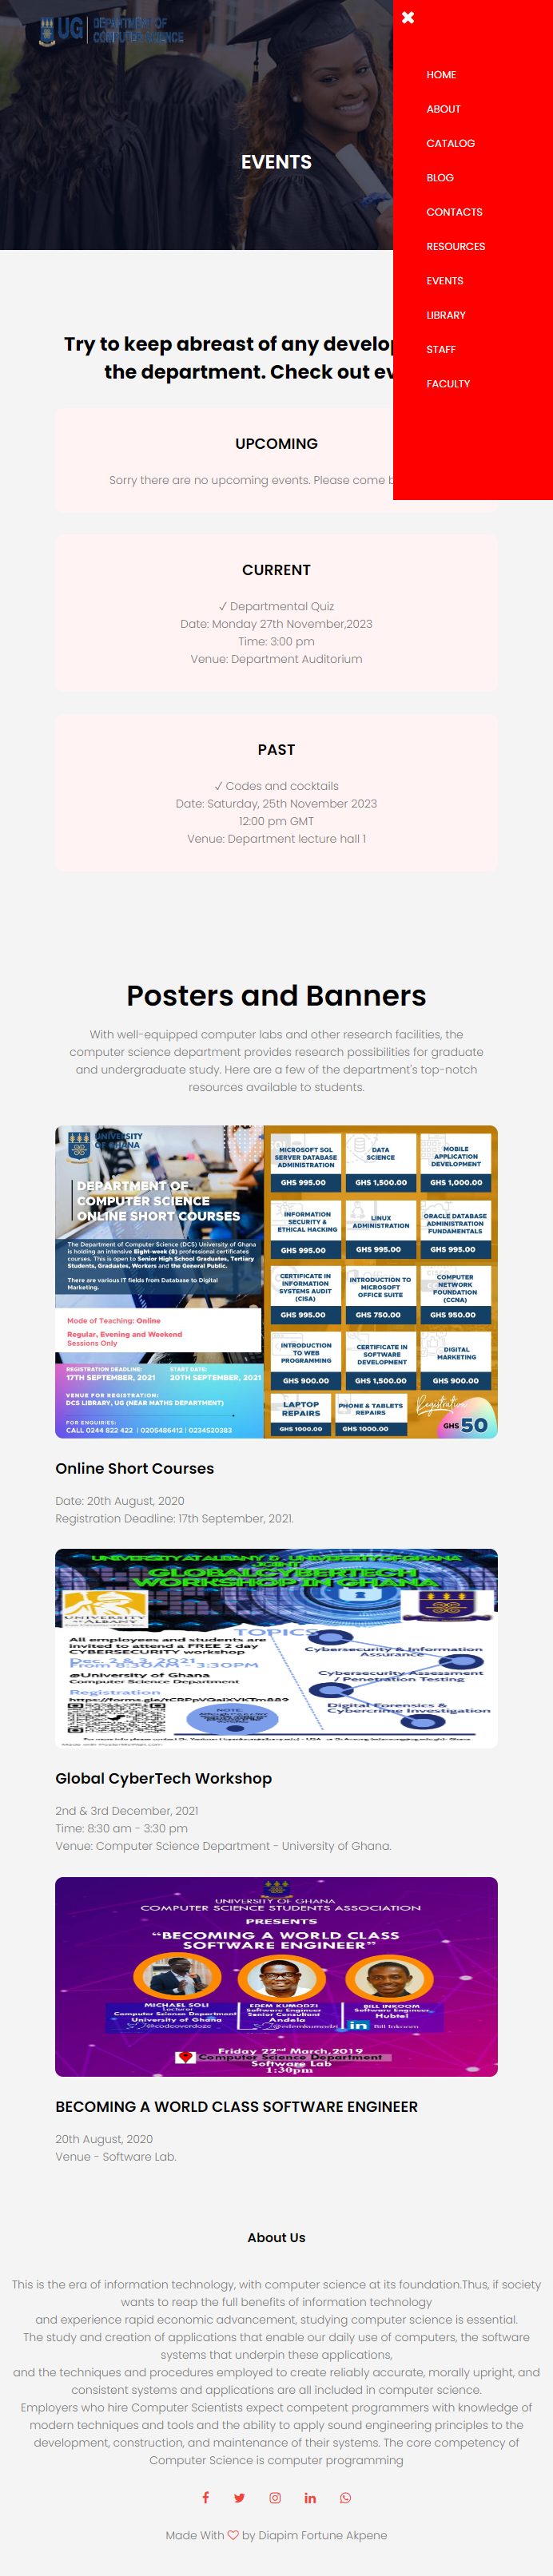 UG DEPARTMENT OF
COMPUTER SCIENCE
HOME
ABOUT
CATALOG
BLOG
CONTACTS
RESOURCES
EVENTS
LIBRARY
STAFF
FACULTY
EVENTS
Try to keep abreast of any develop
the department. Check out ev
UPCOMING
Sorry there are no upcoming events. Please come b
CURRENT
✓ Departmental Quiz
Date: Monday 27th November,2023
Time: 3:00 pm
Venue: Department Auditorium
PAST
✓ Codes and cocktails
Date: Saturday, 25th November 2023
12:00 pm GMT
Venue: Department lecture hall 1
Posters and Banners
With well-equipped computer labs and other research facilities, the
computer science department provides research possibilities for graduate
and undergraduate study. Here are a few of the department's top-notch
resources available to students.
UNIVERSITY
OF GHANA
DEPARTMENT OF
COMPUTER SCIENCE
ONLINE SHORT COURSES
The Department of Computer Science (DCS) University of Ghana
is holding an intensive Eight-week (8) professional certificates
courses. This is open to Senior High School Graduates, Tertiary
Students, Graduates, Workers and the General Public.
There are various IT fields from Database to Digital
Marketing.
Mode of Teaching: Online
Regular, Evening and Weekend
Sessions Only
REGISTRATION DEADLINE:
17TH SEPTEMBER, 2021
START DATE:
20TH SEPTEMBER, 2021
VENUE FOR REGISTRATION:
DCS LIBRARY, UG (NEAR MATHS DEPARTMENT)
FOR ENQUIRIES:
CALL 0244 822 422 | 0205486412 | 0234520383
MICROSOFT SQL
SERVER DATABASE
ADMINISTRATION
GHS 995.00
DATA
SCIENCE
GHS 1,500.00
MOBILE
APPLICATION
DEVELOPMENT
GHS 1,000.00
INFORMATION
SECURITY &
ETHICAL HACKING
GHS 995.00
LINUX
ADMINISTRATION
GHS 995.00
ORACLE DATABASE
ADMINISTRATION
FUNDAMENTALS
GHS 995.00
CERTIFICATE IN
INFORMATION
SYSTEMS AUDIT
(CISA)
GHS 995.00
INTRODUCTION TO
MICROSOFT
OFFICE SUITE
GHS 750.00
COMPUTER
NETWORK
FOUNDATION
(CCNA)
GHS 950.00
INTRODUCTION
TO WEB
PROGRAMMING
GHS 900.00
CERTIFICATE IN
SOFTWARE
DEVELOPMENT
GHS 1,500.00
DIGITAL
MARKETING
GHS 900.00
LAPTOP
REPAIRS
GHS 1000.00
PHONE & TABLETS
REPAIRS
GHS 1000.00
Registration
GHS 50
Online Short Courses
Date: 20th August, 2020
Registration Deadline: 17th September, 2021.
UNIVERSITY AT ALBANY & UNIVERSITY OF GHANA
JOINT
GLOBALCYBERTECH
WORKSHOP IN GHANA
UNIVERSITY
AT ALBANY
TOPICS
All employees and students are
invited to attend a FREE 2 day
CYBERSECURITY workshop
Dec. 2 & 3, 2021
From 8:30AM - 3:30PM
@University of Ghana
Computer Science Department
Registration
NOTE
Cybersecurity & Information
Assurance
Cybersecurity Assessment
/ Penetration Testing
Digital Forensics &
Cybercrime Investigation
Global CyberTech Workshop
2nd & 3rd December, 2021
Time: 8:30 am - 3:30 pm
Venue: Computer Science Department - University of Ghana.
UNIVERSITY OF GHANA
COMPUTER SCIENCE STUDENTS ASSOCIATION
PRESENTS
"BECOMING A WORLD CLASS
SOFTWARE ENGINEER"
MICHAEL SOLI
Lecturer
Computer Science Department
University of Ghana
@codeoverdoze
EDEM KUMODZI
Software Engineer
Senior Consultant
Andela
@edemkumodzi
BILL INKOOM
Software Engineer
Hubtel
in Bill Inkoom
Friday 22nd March,2019
Computer Science Department
Software Lab
1:30pm
BECOMING A WORLD CLASS SOFTWARE ENGINEER
20th August, 2020
Venue - Software Lab.
About Us
This is the era of information technology, with computer science at its foundation.Thus, if society
wants to reap the full benefits of information technology
and experience rapid economic advancement, studying computer science is essential.
The study and creation of applications that enable our daily use of computers, the software
systems that underpin these applications,
and the techniques and procedures employed to create reliably accurate, morally upright, and
consistent systems and applications are all included in computer science.
Employers who hire Computer Scientists expect competent programmers with knowledge of
modern techniques and tools and the ability to apply sound engineering principles to the
development, construction, and maintenance of their systems. The core competency of
Computer Science is computer programming
Made With ♡ by Diapim Fortune Akpene